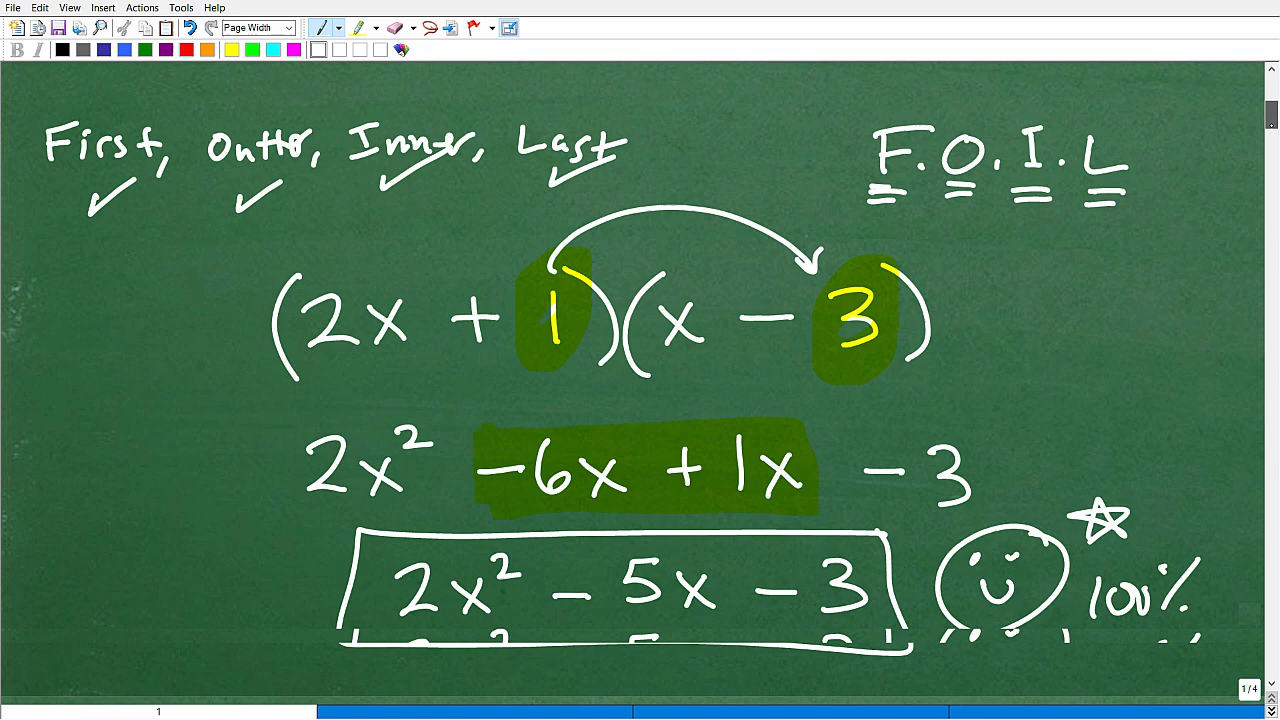 File Edit View Insert Actions Tools Help
Page Width
B I
First, Outter, Inner, Last
F.O.I.L
(2x + 1)(x - 3)
2x² -6x + 1x - 3
2x² - 5x - 3
100%
1/4
1